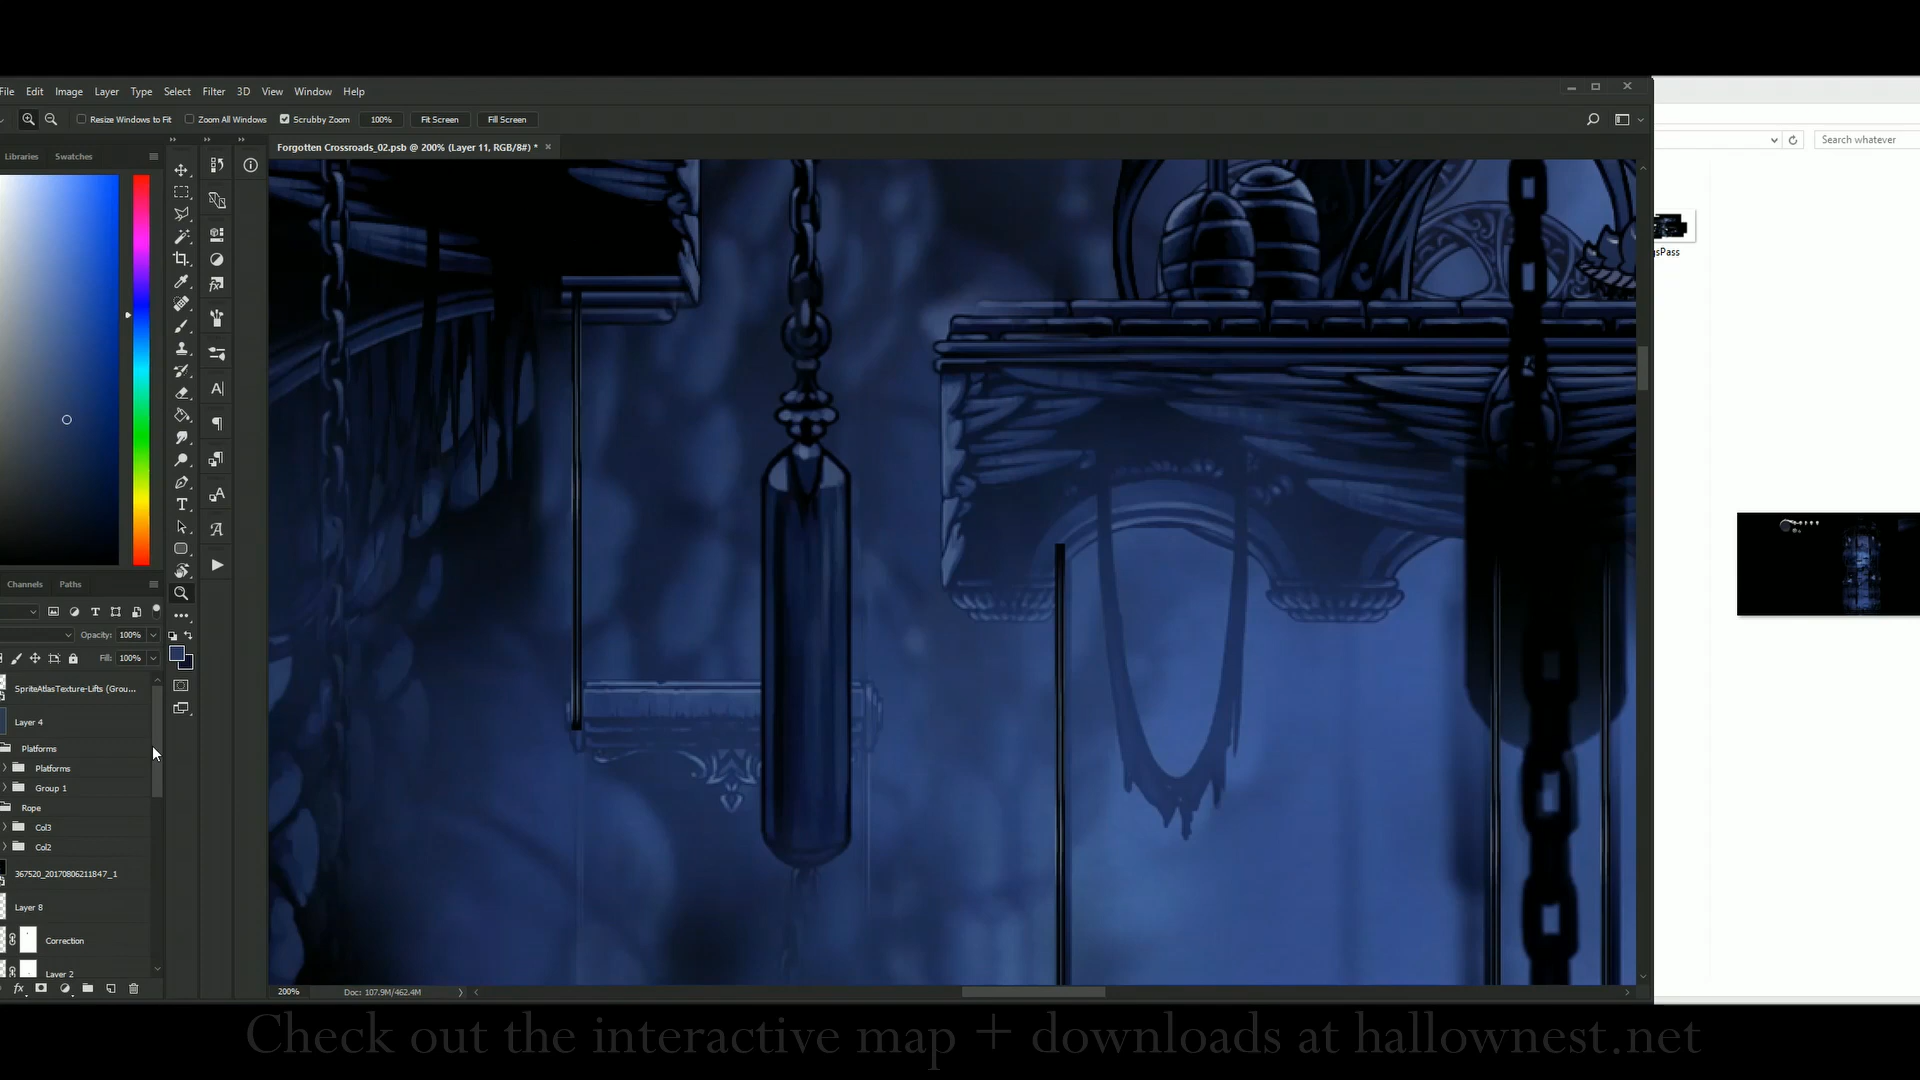 File Edit Image Layer Type Select Filter 3D View Window Help
Resize Windows to Fit Zoom All Windows Scrubby Zoom 100% Fit Screen Fill Screen
Search whatever
Libraries Swatches
Forgotten Crossroads_02.psb @ 200% (Layer 11, RGB/8#) *
gsPass
Channels Paths
Opacity: 100%
Fill: 100%
SpriteAtlasTexture-Lifts (Grou...
Layer 4
Platforms
Platforms
Group 1
Rope
Col3
Col2
367520_20170806211847_1
Layer 8
Correction
Layer 2
200% Doc: 107.9M/462.4M
Check out the interactive map + downloads at hallownest.net